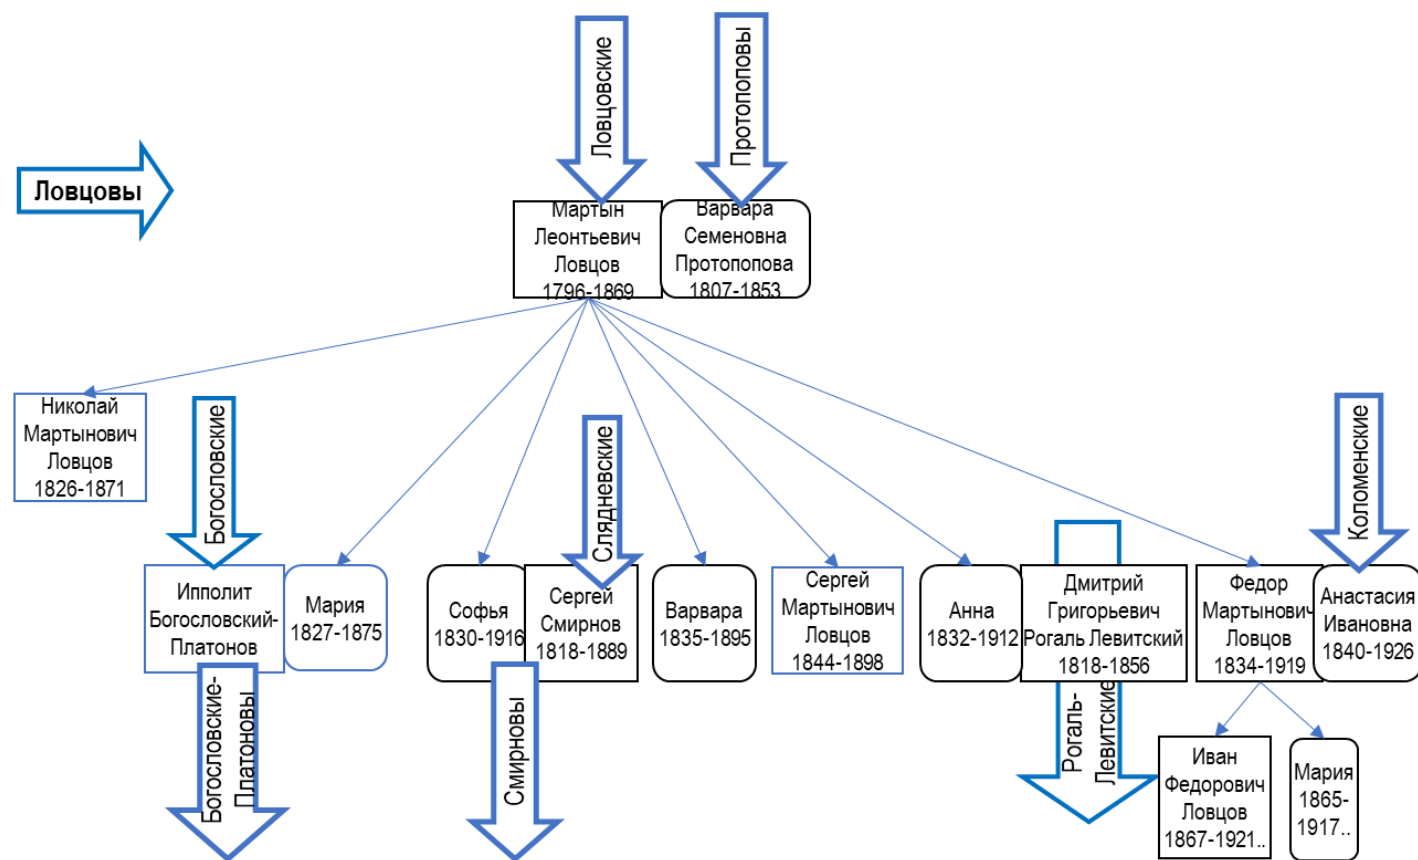 Ловцовские
Протопоповы
Ловцовы
Мартын
Леонтьевич
Ловцов
1796-1869
Варвара
Семеновна
Протопопова
1807-1853
Николай
Мартынович
Ловцов
1826-1871
Богословские
Слядневские
Коломенские
Ипполит
Богословский-
Платонов
Мария
1827-1875
Софья
1830-1916
Сергей
Смирнов
1818-1889
Варвара
1835-1895
Сергей
Мартынович
Ловцов
1844-1898
Анна
1832-1912
Дмитрий
Григорьевич
Рогаль Левитский
1818-1856
Федор
Мартынович
Ловцов
1834-1919
Анастасия
Ивановна
1840-1926
Богословские-
Платоновы
Смирновы
Рогаль-
Левитские
Иван
Федорович
Ловцов
1867-1921..
Мария
1865-
1917..